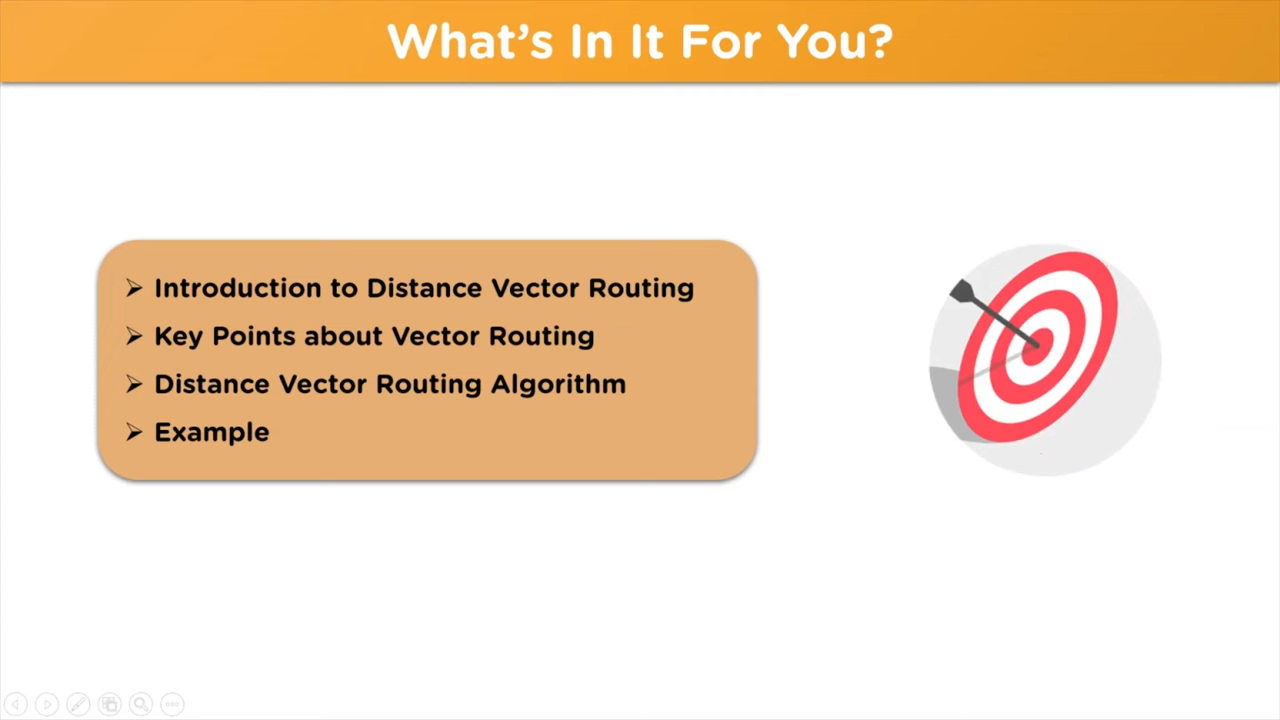 What's In It For You?
➢ Introduction to Distance Vector Routing
➢ Key Points about Vector Routing
➢ Distance Vector Routing Algorithm
➢ Example